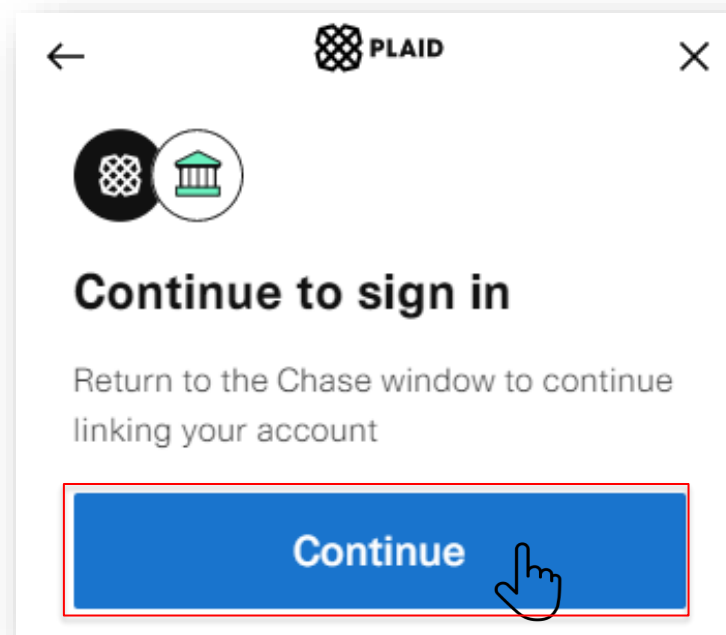 PLAID
Continue to sign in
Return to the Chase window to continue
linking your account
Continue